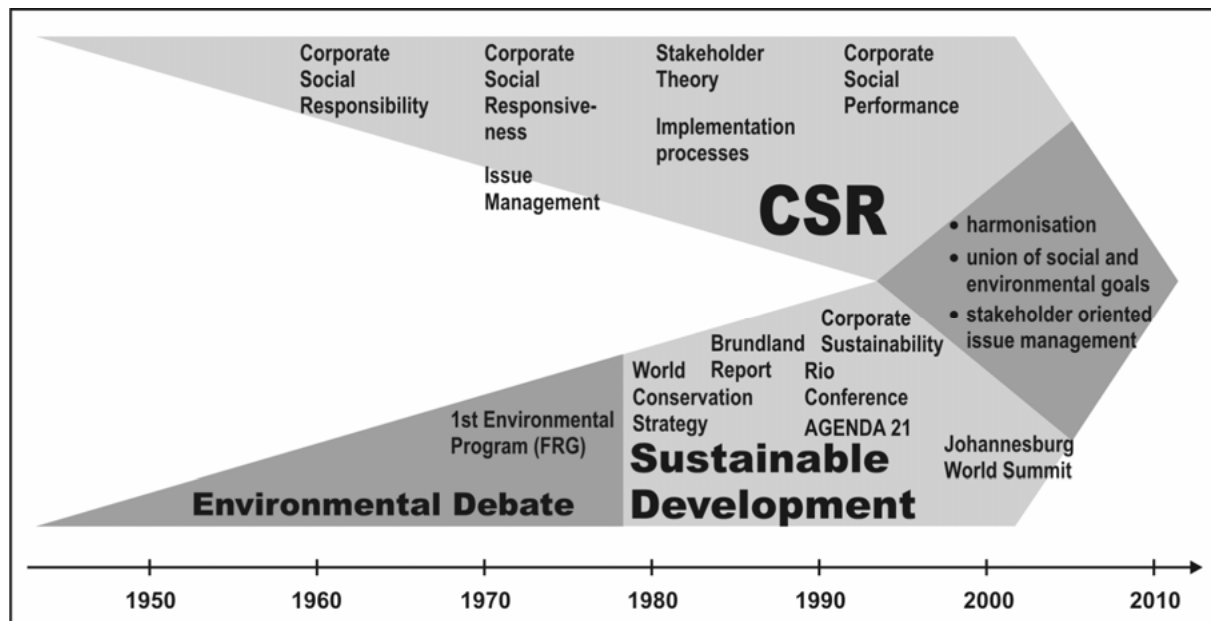 Corporate
Social
Responsibility
Corporate
Social
Responsive-
ness
Issue
Management
Stakeholder
Theory
Implementation
processes
Corporate
Social
Performance
CSR
• harmonisation
• union of social and
environmental goals
• stakeholder oriented
issue management
Corporate
Sustainability
Brundland
Report
Rio
Conference
AGENDA 21
World
Conservation
Strategy
1st Environmental
Program (FRG)
Johannesburg
World Summit
Environmental Debate
Sustainable
Development
1950 1960 1970 1980 1990 2000 2010